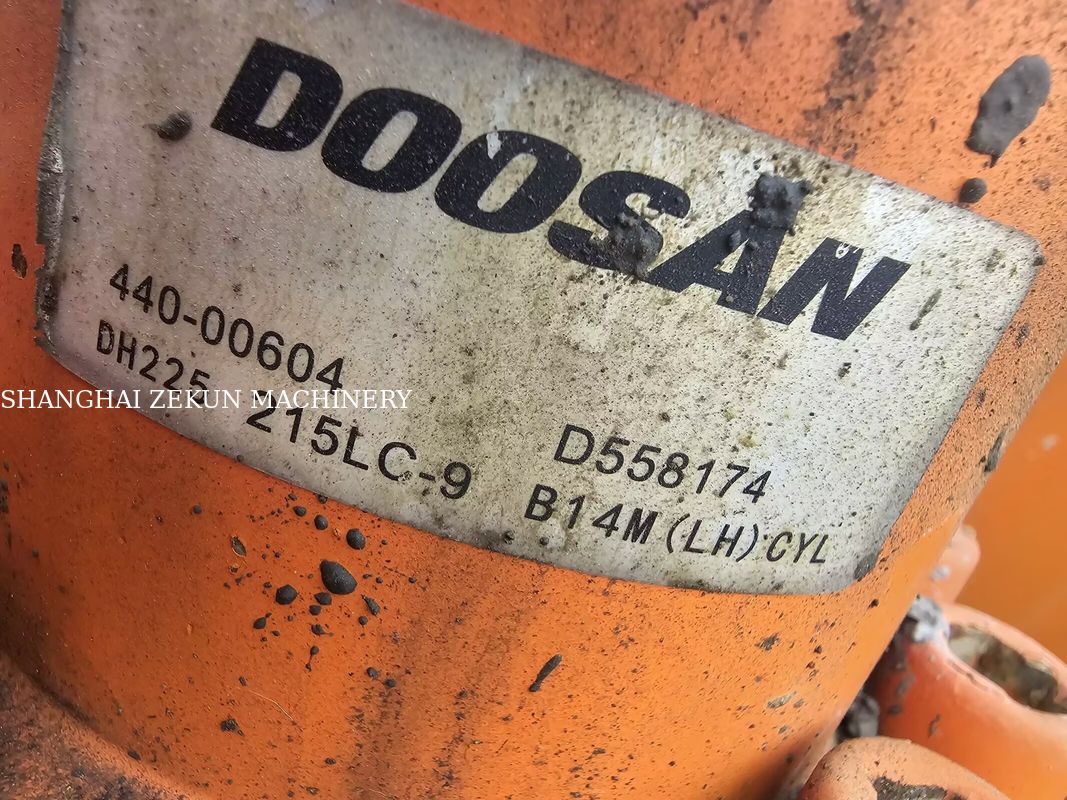 DOOSAN
440-00604
DH225 215LC-9
D558174
B14M(LH)CYL
SHANGHAI ZEKUN MACHINERY